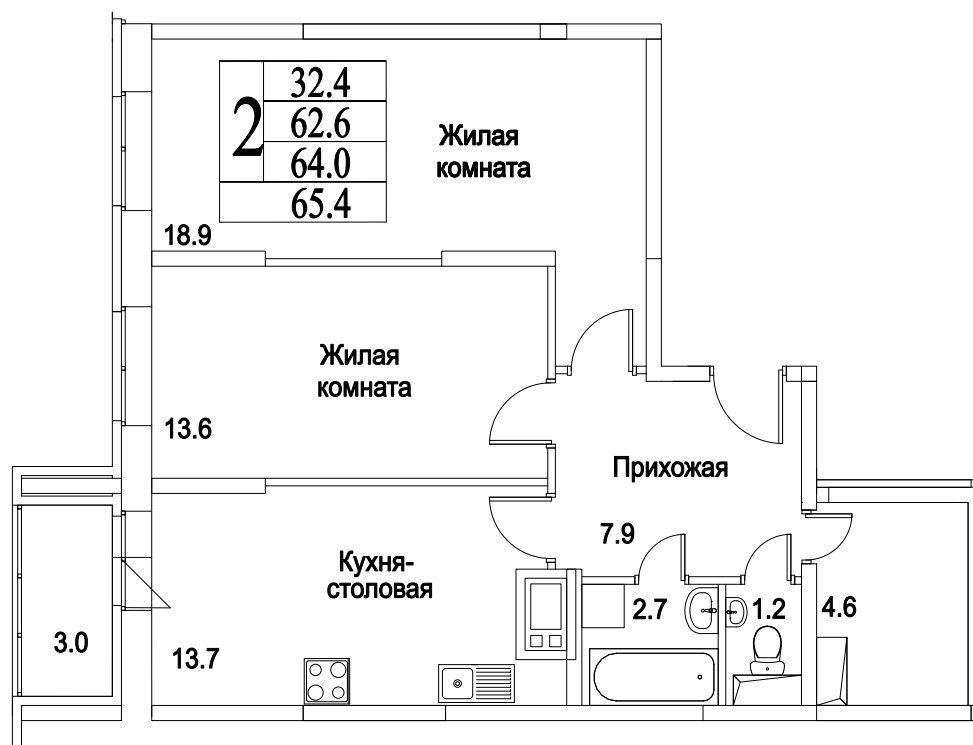 2
32.4
62.6
64.0
65.4
Жилая
комната
18.9
Жилая
комната
13.6
Прихожая
7.9
Кухня-
столовая
13.7
3.0
2.7
1.2
4.6